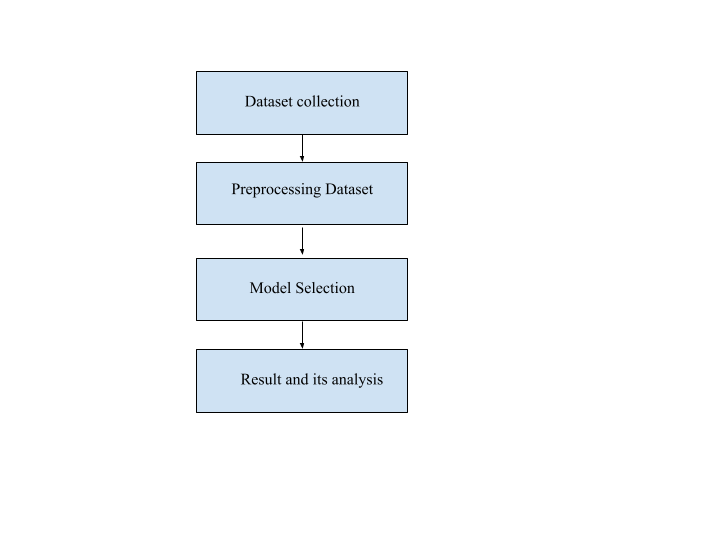 Dataset collection
Preprocessing Dataset
Model Selection
Result and its analysis